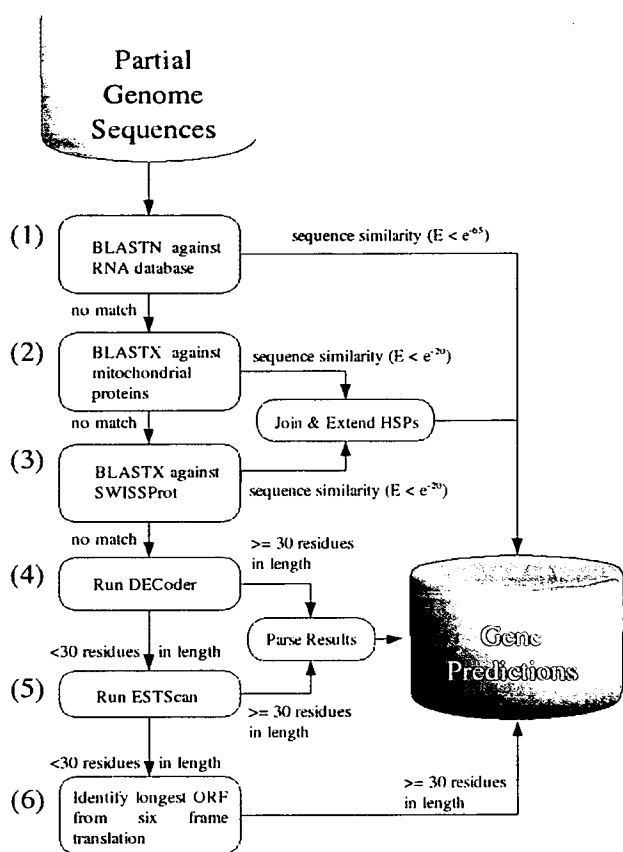 Partial
Genome
Sequences
(1)
BLASTN against
RNA database
sequence similarity (E < e⁻⁶⁵)
no match
(2)
BLASTX against
mitochondrial
proteins
sequence similarity (E < e⁻²⁰)
Join & Extend HSPs
no match
(3)
BLASTX against
SWISSProt
sequence similarity (E < e⁻²⁰)
no match
>= 30 residues
in length
(4)
Run DECoder
Parse Results
Gene
Predictions
<30 residues in length
(5)
Run ESTScan
>= 30 residues
in length
<30 residues in length
(6)
Identify longest ORF
from six frame
translation
>= 30 residues
in length